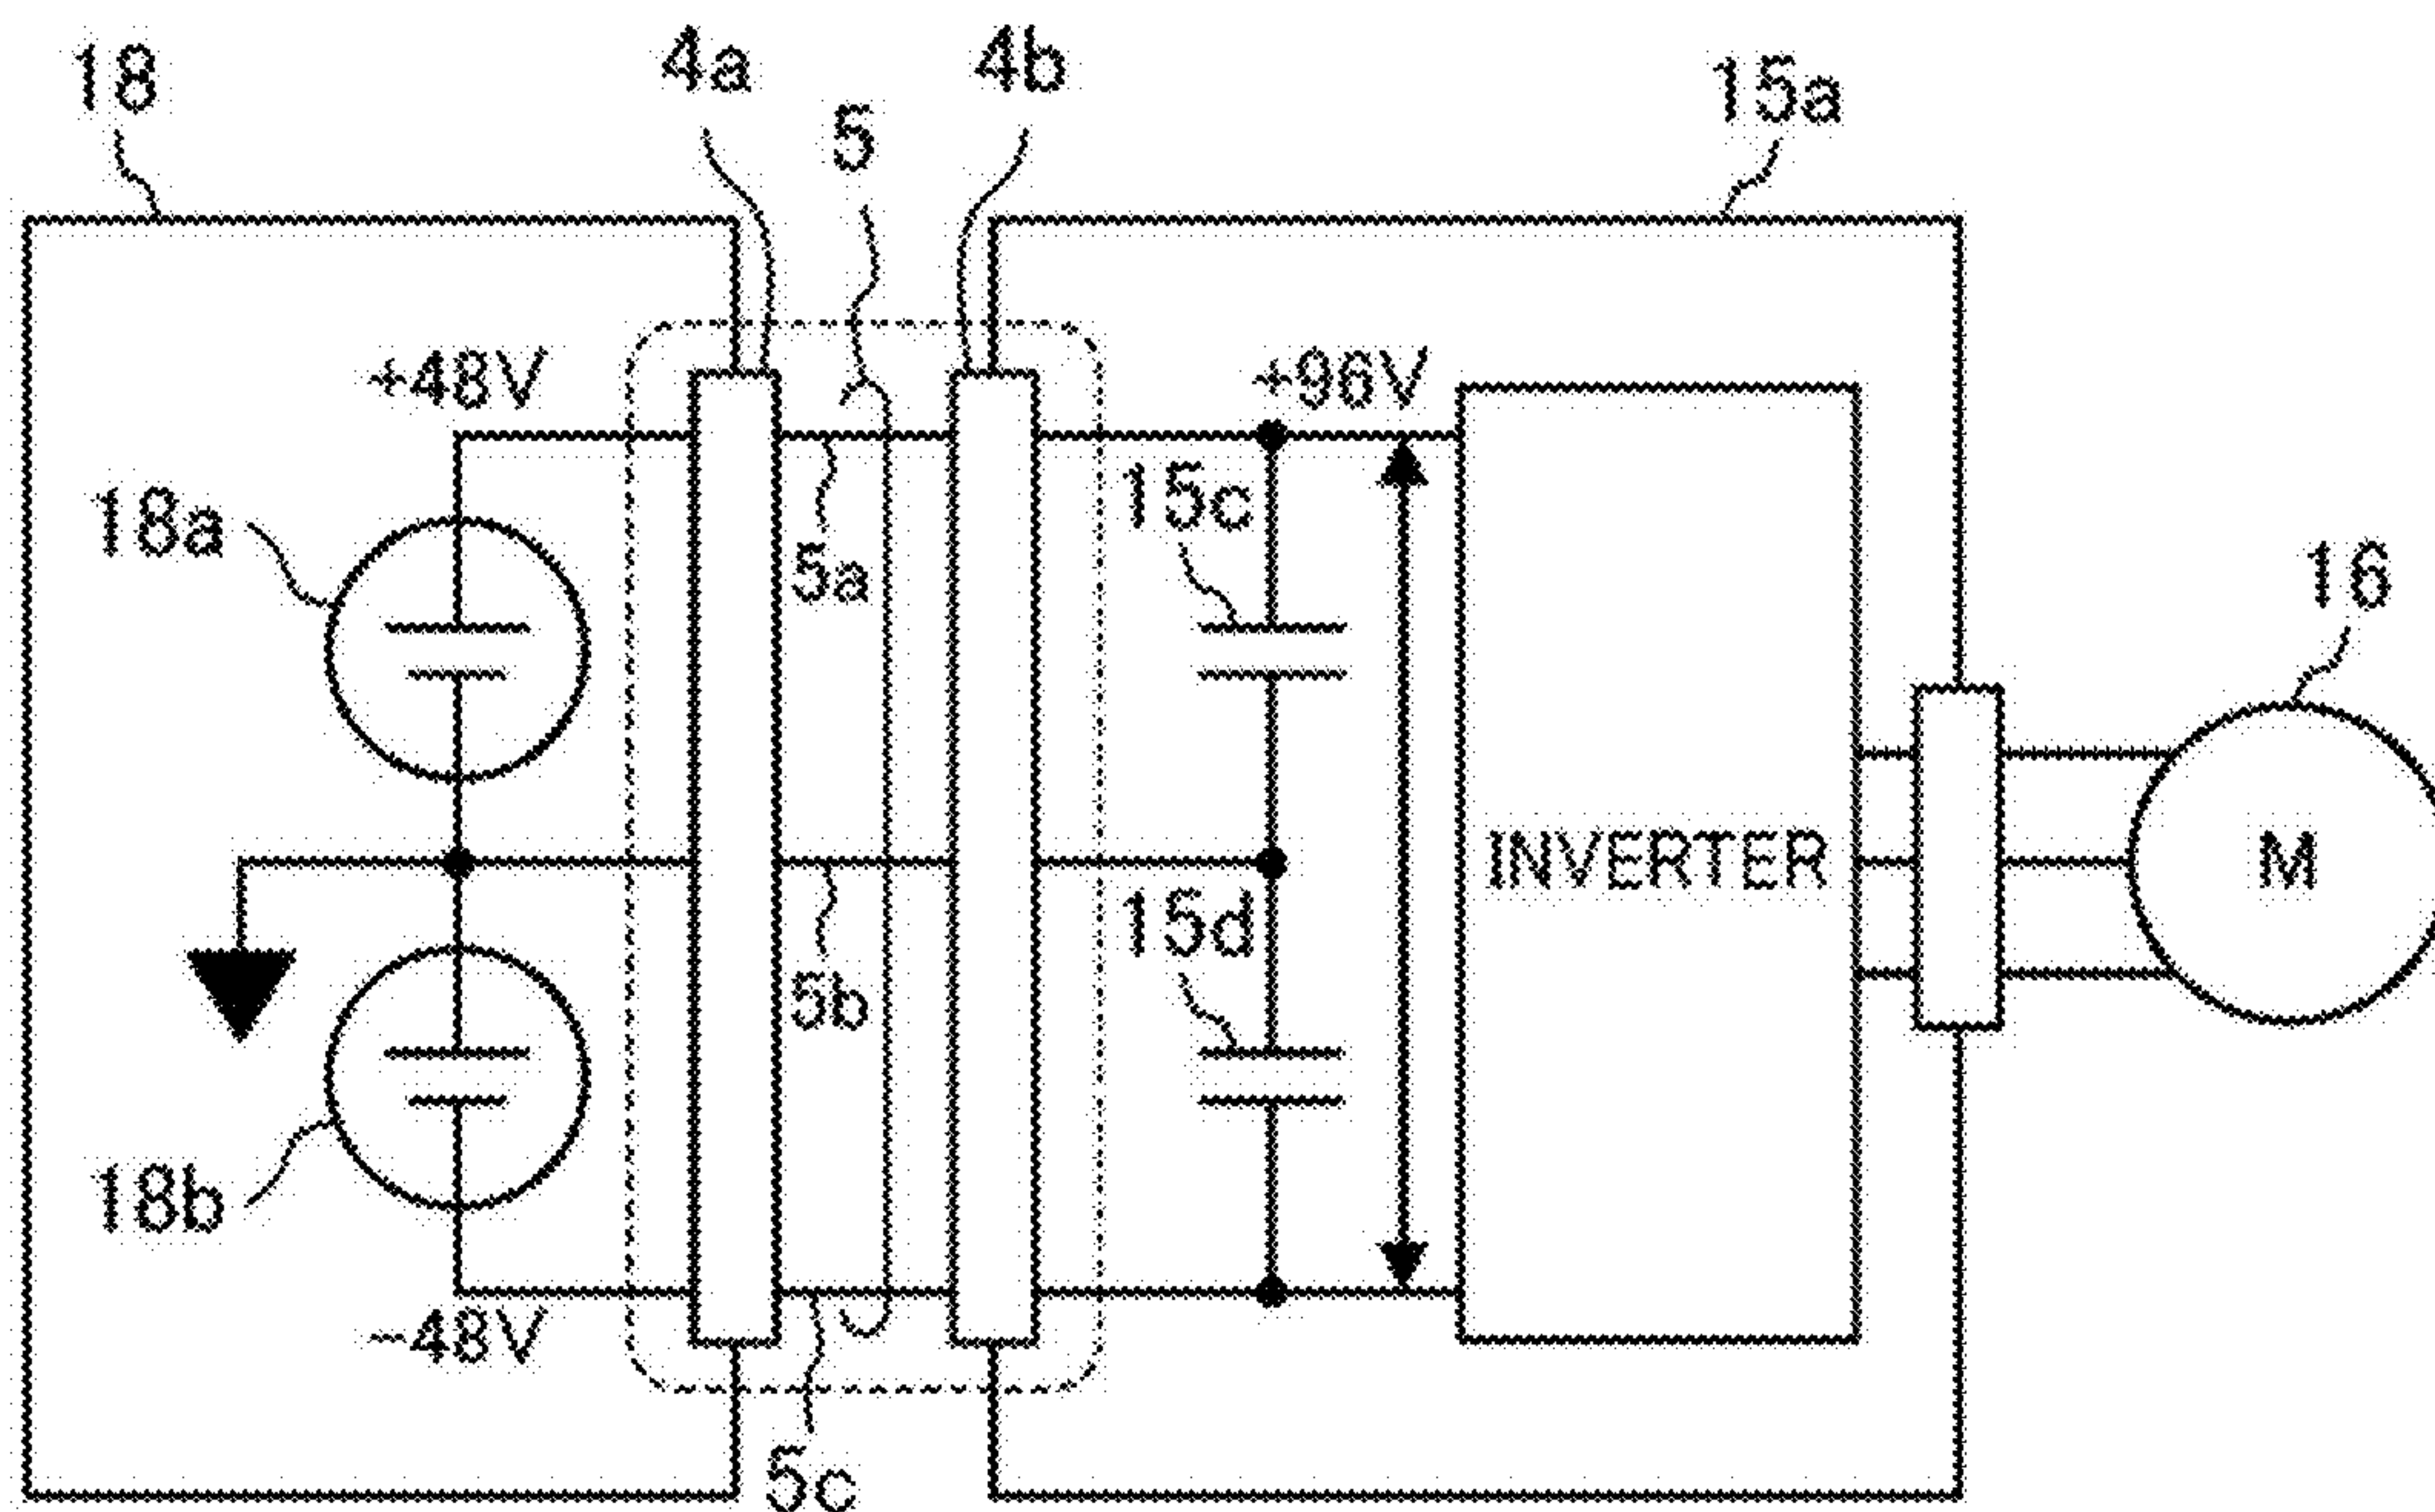 18
4a
4b
15a
5
+48V
+96V
15c
18a
5a
16
INVERTER
M
15d
5b
18b
−48V
5c